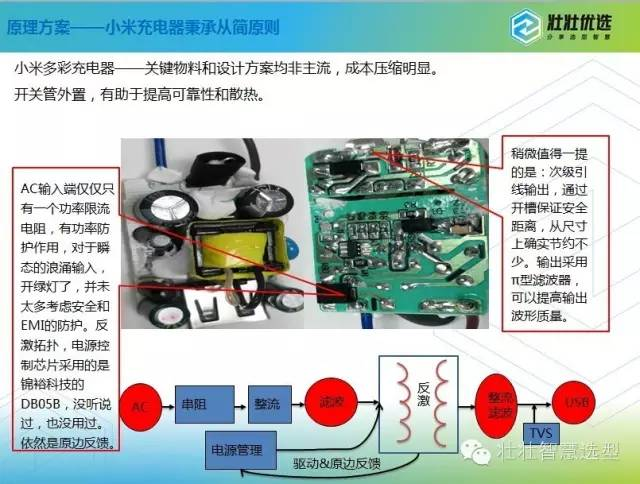 原理方案——小米充电器秉承从简原则
壮壮优选
分享选型智慧
小米多彩充电器——关键物料和设计方案均非主流，成本压缩明显。
开关管外置，有助于提高可靠性和散热。
AC输入端仅仅只
有一个功率限流
电阻，有功率防
护作用，对于瞬
态的浪涌输入，
开绿灯了，并未
太多考虑安全和
EMI的防护。反
激拓扑，电源控
制芯片采用的是
锦裕科技的
DB05B，没听说
过，也没用过。
依然是原边反馈。
稍微值得一提
的是：次级引
线输出，通过
开槽保证安全
距离，从尺寸
上确实节约不
少。输出采用
π型滤波器，
可以提高输出
波形质量。
AC
串阻
整流
滤波
反
激
整流
滤波
USB
TVS
电源管理
驱动&原边反馈
壮壮智慧选型